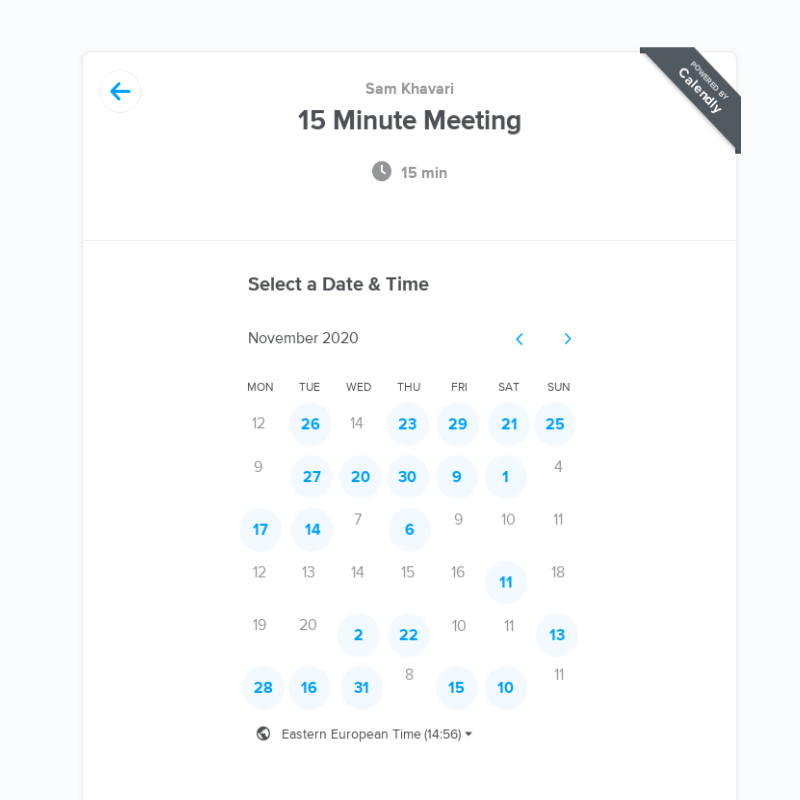 POWERED BY
Calendly
Sam Khavari
15 Minute Meeting
15 min
Select a Date & Time
November 2020
MON TUE WED THU FRI SAT SUN
12 26 14 23 29 21 25
9 27 20 30 9 1 4
17 14 7 6 9 10 11
12 13 14 15 16 11 18
19 20 2 22 10 11 13
28 16 31 8 15 10 11
Eastern European Time (14:56)